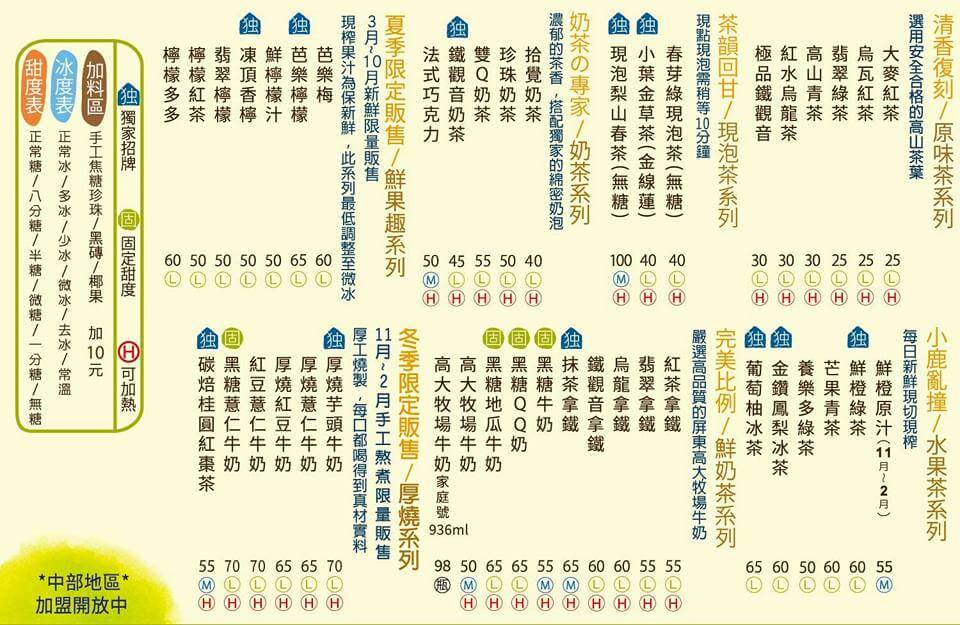 清香復刻/原味茶系列
選用安全合格的高山茶葉
大麥紅茶 25 Ⓛ Ⓗ
烏瓦紅茶 25 Ⓛ Ⓗ
翡翠綠茶 25 Ⓛ Ⓗ
高山青茶 30 Ⓛ Ⓗ
紅水烏龍茶 30 Ⓛ Ⓗ
極品鐵觀音 30 Ⓛ Ⓗ
茶韻回甘/現泡茶系列
現點現泡需稍等10分鐘
春芽綠現泡茶(無糖) 40 Ⓛ Ⓗ
独 小葉金草茶(金線蓮) 40 Ⓛ Ⓗ
独 現泡梨山春茶(無糖) 100 Ⓜ Ⓗ
奶茶の專家/奶茶系列
濃郁的茶香,搭配獨家的綿密奶泡
拾覺奶茶 40 Ⓛ Ⓗ
珍珠奶茶 50 Ⓛ Ⓗ
雙Q奶茶 55 Ⓛ Ⓗ
独 鐵觀音奶茶 45 Ⓛ Ⓗ
法式巧克力 50 Ⓜ Ⓗ
夏季限定販售/鮮果趣系列
3月~10月新鮮限量販售
現榨果汁為保新鮮,此系列最低調整至微冰
芭樂梅 60 Ⓛ
独 芭樂檸檬 65 Ⓛ
鮮檸檬汁 50 Ⓛ
独 凍頂香檸 50 Ⓛ
翡翠檸檬 50 Ⓛ
檸檬紅茶 50 Ⓛ
檸檬多多 60 Ⓛ
独 獨家招牌 固 固定甜度 Ⓗ 可加熱
加料區 手工焦糖珍珠/黑磚/椰果 加10元
冰度表 正常冰/多冰/少冰/微冰/去冰/常溫
甜度表 正常糖/八分糖/半糖/微糖/一分糖/無糖
小鹿亂撞/水果茶系列
每日新鮮現切現榨
鮮橙原汁(11月~2月) 55 Ⓜ
独 鮮橙綠茶 60 Ⓛ
芒果青茶 60 Ⓛ
養樂多綠茶 50 Ⓛ
独 金鑽鳳梨冰茶 60 Ⓛ
独 葡萄柚冰茶 65 Ⓛ
完美比例/鮮奶茶系列
嚴選高品質的屏東高大牧場牛奶
紅茶拿鐵 55 Ⓛ Ⓗ
翡翠拿鐵 55 Ⓛ Ⓗ
烏龍拿鐵 60 Ⓛ Ⓗ
鐵觀音拿鐵 60 Ⓛ Ⓗ
独 抹茶拿鐵 65 Ⓜ Ⓗ
固 黑糖牛奶 55 Ⓜ Ⓗ
固 黑糖QQ奶 65 Ⓛ Ⓗ
固 黑糖地瓜牛奶 65 Ⓛ Ⓗ
高大牧場牛奶 50 Ⓜ Ⓗ
高大牧場牛奶家庭號 936ml 98 瓶
冬季限定販售/厚燒系列
11月~2月手工熬煮限量販售
厚工燒製,每口都喝得到真材實料
独 厚燒芋頭牛奶 70 Ⓛ Ⓗ
厚燒薏仁牛奶 65 Ⓛ Ⓗ
厚燒紅豆牛奶 65 Ⓛ Ⓗ
紅豆薏仁牛奶 70 Ⓛ Ⓗ
固 黑糖薏仁牛奶 70 Ⓛ Ⓗ
独 碳焙桂圓紅棗茶 55 Ⓜ Ⓗ
*中部地區*
加盟開放中